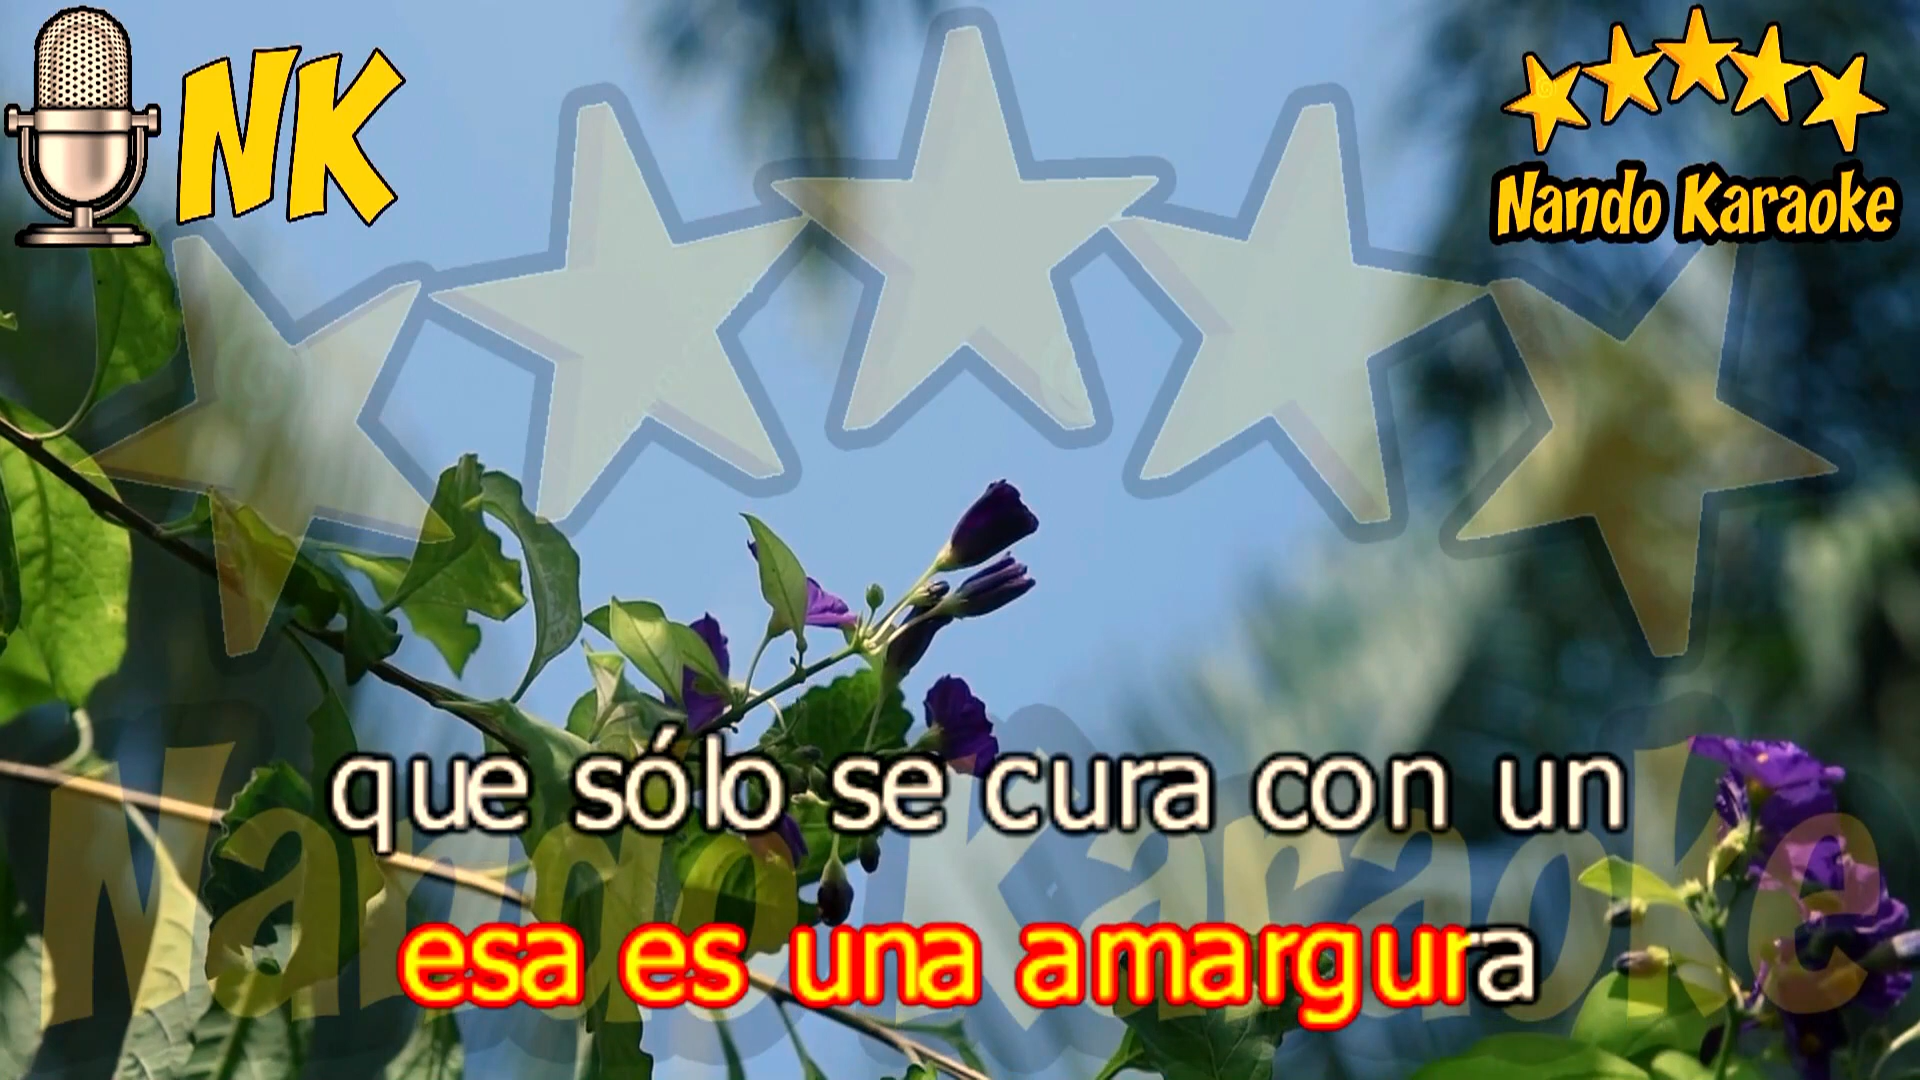 NK
Nando Karaoke
que sólo se cura con un
esa es una amargura
Nando Karaoke